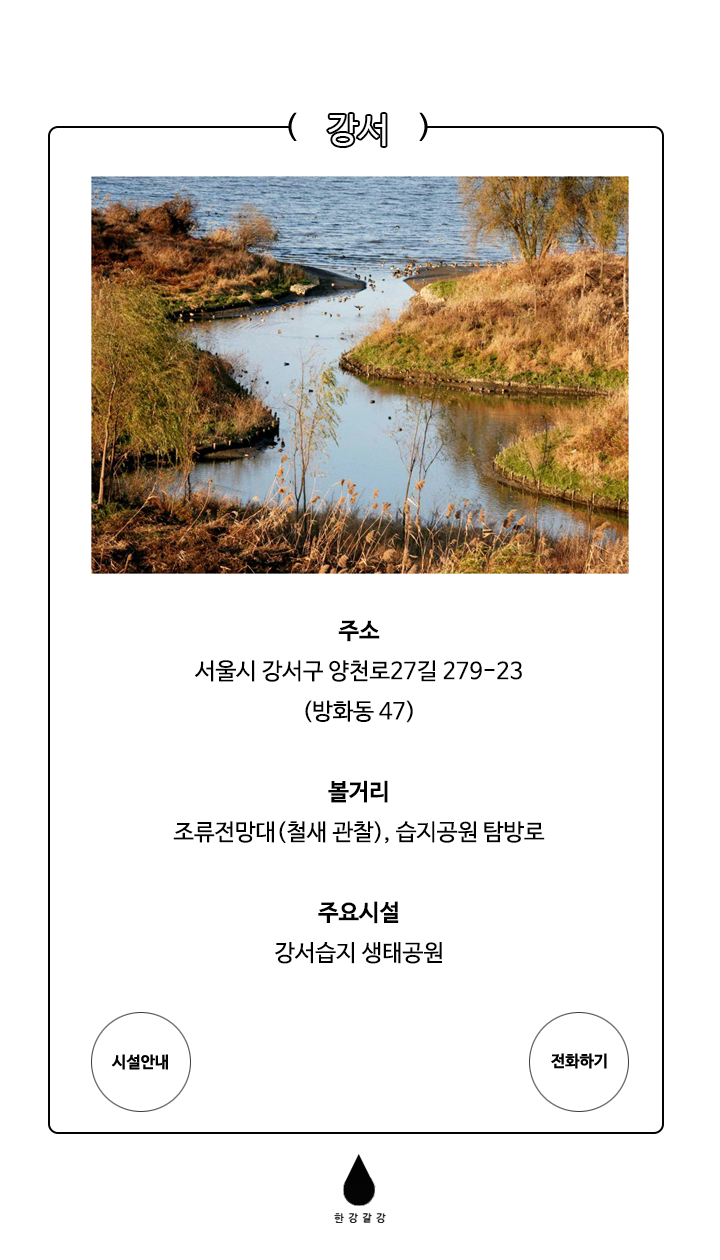 ( 강서 )
주소
서울시 강서구 양천로27길 279-23
(방화동 47)
볼거리
조류전망대(철새 관찰), 습지공원 탐방로
주요시설
강서습지 생태공원
시설안내
전화하기
한강갈강